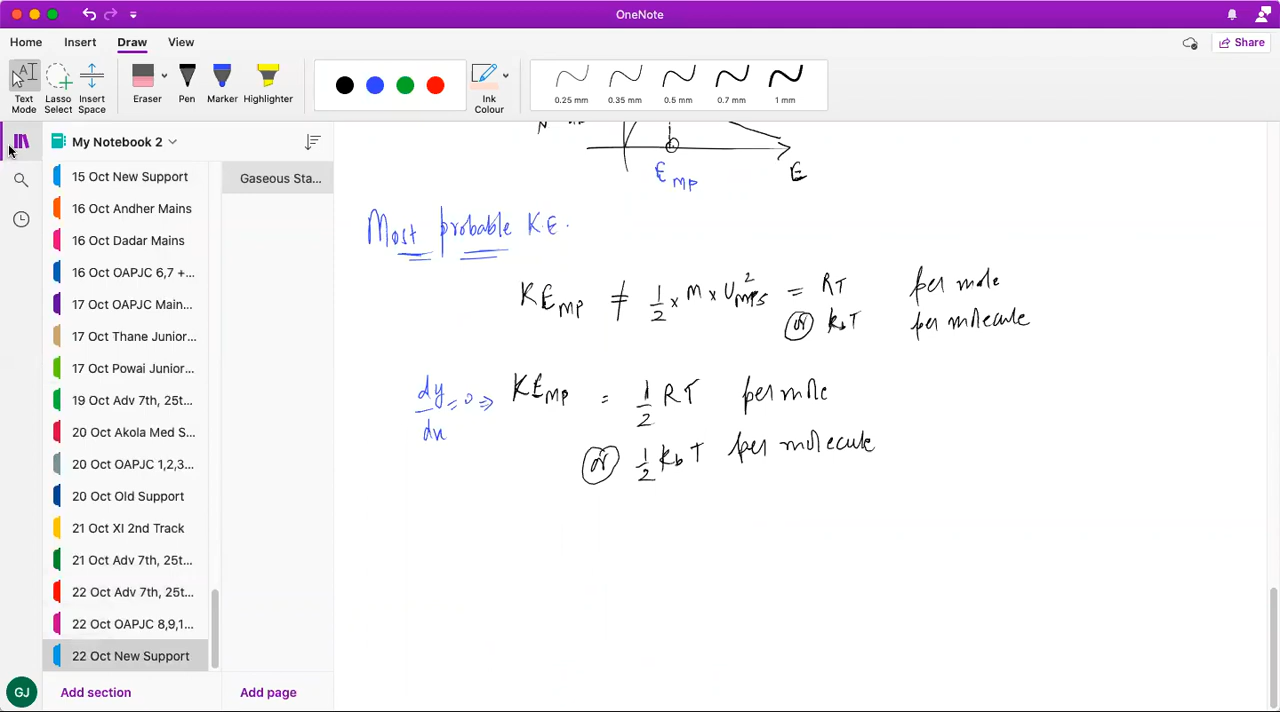 OneNote
Home Insert Draw View
Share
Text Mode
Lasso Select
Insert Space
Eraser
Pen
Marker
Highlighter
Ink Colour
0.25 mm 0.35 mm 0.5 mm 0.7 mm 1 mm
My Notebook 2
15 Oct New Support
16 Oct Andher Mains
16 Oct Dadar Mains
16 Oct OAPJC 6,7 +...
17 Oct OAPJC Main...
17 Oct Thane Junior...
17 Oct Powai Junior...
19 Oct Adv 7th, 25t...
20 Oct Akola Med S...
20 Oct OAPJC 1,2,3...
20 Oct Old Support
21 Oct XI 2nd Track
21 Oct Adv 7th, 25t...
22 Oct Adv 7th, 25t...
22 Oct OAPJC 8,9,1...
22 Oct New Support
GJ
Add section
Gaseous Sta...
Add page
E MP E
Most probable K.E.
KE MP ≠ 1/2 × M × U²mps = RT per mole
or kbT per molecule
dy/dx = 0 ⇒ KE MP = 1/2 RT per mole
or 1/2 kbT per molecule